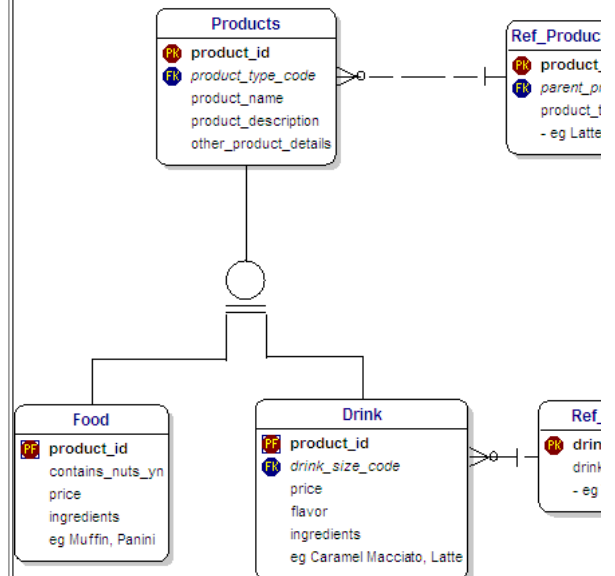 Products
PK product_id
FK product_type_code
product_name
product_description
other_product_details
Ref_Produc
PK product_
FK parent_p
product_t
- eg Latte
Food
PF product_id
contains_nuts_yn
price
ingredients
eg Muffin, Panini
Drink
PF product_id
FK drink_size_code
price
flavor
ingredients
eg Caramel Macciato, Latte
Ref_
PK drin
drink
- eg